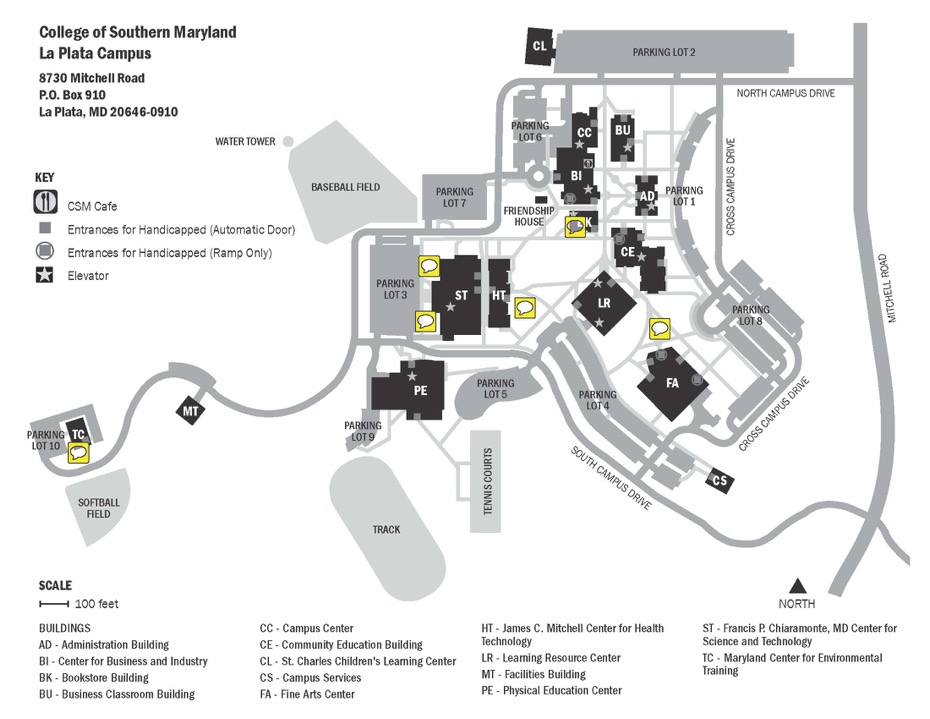 College of Southern Maryland
La Plata Campus
8730 Mitchell Road
P.O. Box 910
La Plata, MD 20646-0910
CL
PARKING LOT 2
NORTH CAMPUS DRIVE
WATER TOWER
PARKING
LOT 6
CC
BU
CROSS CAMPUS DRIVE
KEY
CSM Cafe
Entrances for Handicapped (Automatic Door)
Entrances for Handicapped (Ramp Only)
Elevator
BASEBALL FIELD
PARKING
LOT 7
BI
AD
PARKING
LOT 1
FRIENDSHIP
HOUSE
K
CE
MITCHELL ROAD
PARKING
LOT 3
ST
HT
LR
PARKING
LOT 8
PE
PARKING
LOT 5
PARKING
LOT 4
FA
CROSS CAMPUS DRIVE
MT
PARKING
LOT 10
TC
PARKING
LOT 9
SOUTH CAMPUS DRIVE
CS
SOFTBALL
FIELD
TRACK
TENNIS COURTS
SCALE
100 feet
NORTH
BUILDINGS
AD - Administration Building
BI - Center for Business and Industry
BK - Bookstore Building
BU - Business Classroom Building
CC - Campus Center
CE - Community Education Building
CL - St. Charles Children's Learning Center
CS - Campus Services
FA - Fine Arts Center
HT - James C. Mitchell Center for Health
Technology
LR - Learning Resource Center
MT - Facilities Building
PE - Physical Education Center
ST - Francis P. Chiaramonte, MD Center for
Science and Technology
TC - Maryland Center for Environmental
Training